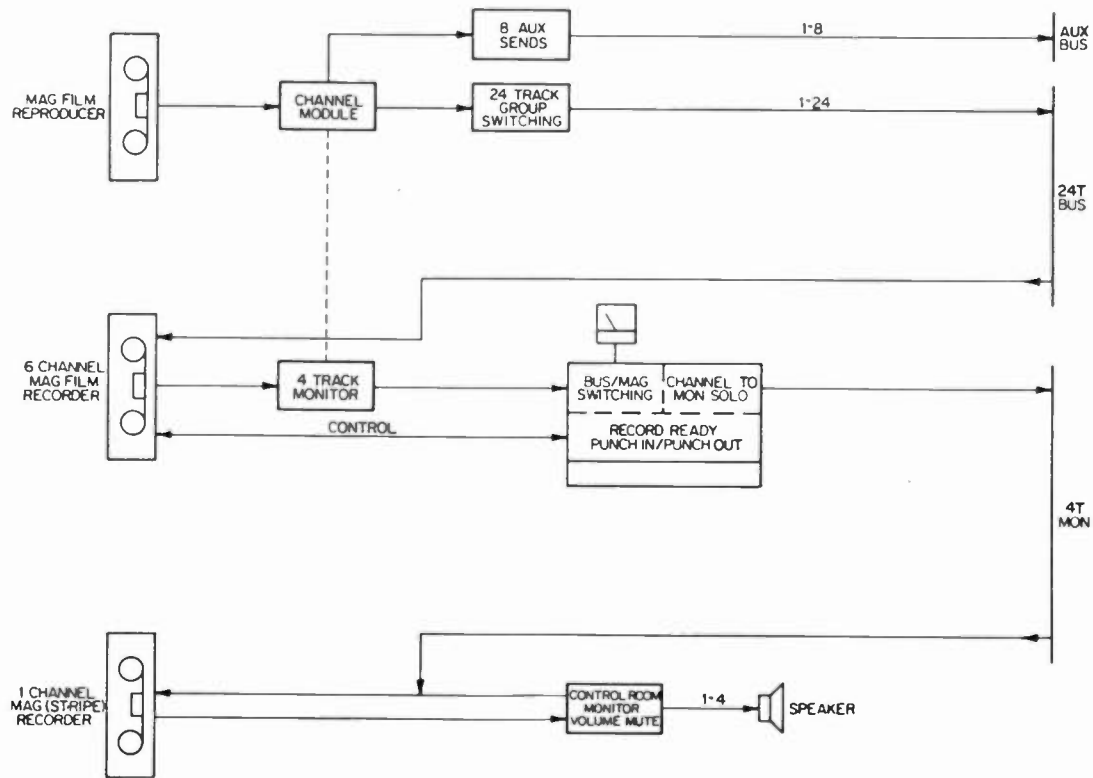 8 AUX
SENDS
1-8
AUX
BUS
MAG FILM
REPRODUCER
CHANNEL
MODULE
24 TRACK
GROUP
SWITCHING
1-24
24T
BUS
6 CHANNEL
MAG FILM
RECORDER
4 TRACK
MONITOR
BUS/MAG
SWITCHING
CHANNEL TO
MON SOLO
CONTROL
RECORD READY
PUNCH IN/PUNCH OUT
4T
MON
1 CHANNEL
MAG (STRIPE)
RECORDER
CONTROL ROOM
MONITOR
VOLUME MUTE
1-4
SPEAKER